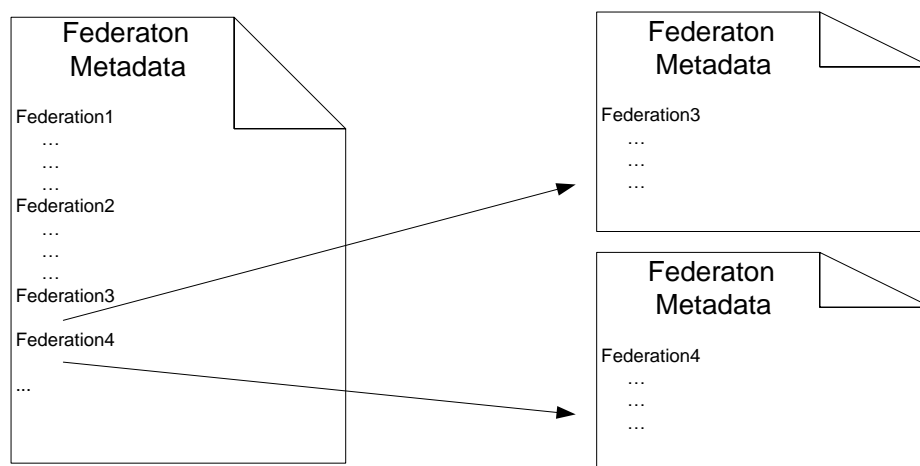 Federaton
Metadata
Federation1
...
...
...
Federation2
...
...
...
Federation3
Federation4
...
Federaton
Metadata
Federation3
...
...
...
Federaton
Metadata
Federation4
...
...
...